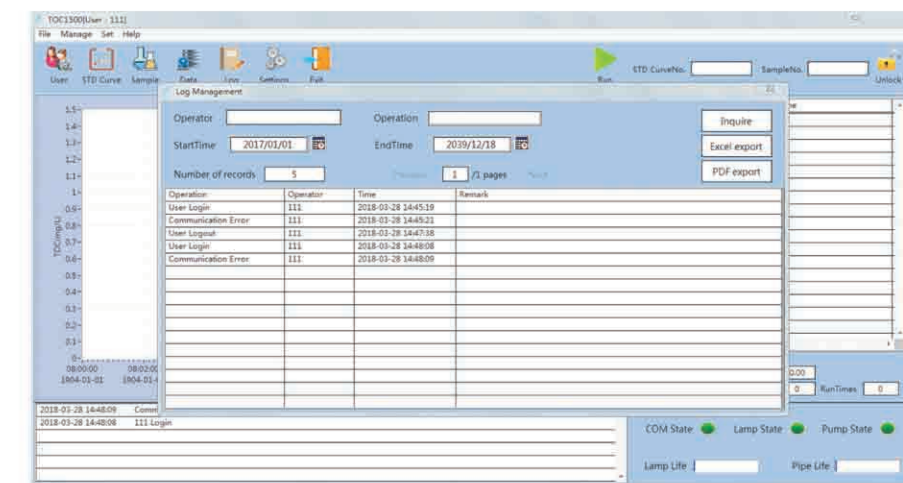 TOC1500[User : 111]
File Manage Set Help
User STD Curve Sample Data Log Settings Exit Run STD CurveNo. SampleNo. Unlock
Log Management
Operator Operation Inquire
StartTime 2017/01/01 EndTime 2039/12/18 Excel export
Number of records 5 1 /1 pages PDF export
Operation Operator Time Remark
User Login 111 2018-03-28 14:45:19
Communication Error 111 2018-03-28 14:45:21
User Logout 111 2018-03-28 14:47:38
User Login 111 2018-03-28 14:48:08
Communication Error 111 2018-03-28 14:48:09
TOC(mg/L)
1.5
1.4
1.3
1.2
1.1
1
0.9
0.8
0.7
0.6
0.5
0.4
0.3
0.2
0.1
0
08:00:00 08:02:00
1904-01-01 1904-01-
0.00
0 RunTimes 0
2018-03-28 14:48:09 Comm
2018-03-28 14:48:08 111 Login
COM State Lamp State Pump State
Lamp Life Pipe Life